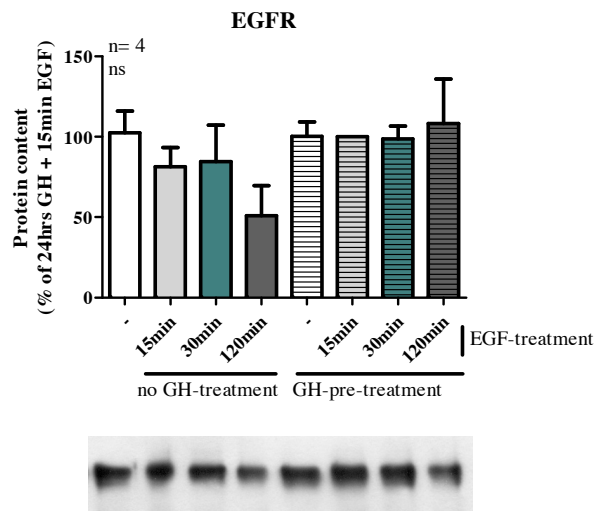 EGFR
n= 4
ns
Protein content
(% of 24hrs GH + 15min EGF)
150
100
50
0
- 15min 30min 120min - 15min 30min 120min
EGF-treatment
no GH-treatment GH-pre-treatment